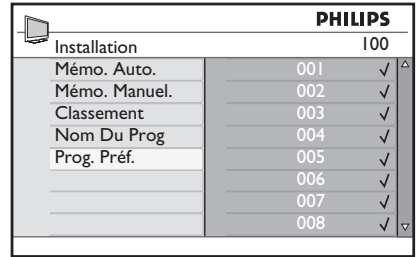 PHILIPS
Installation 100
Mémo. Auto. 001 √
Mémo. Manuel. 002 √
Classement 003 √
Nom Du Prog 004 √
Prog. Préf. 005 √
006 √
007 √
008 √